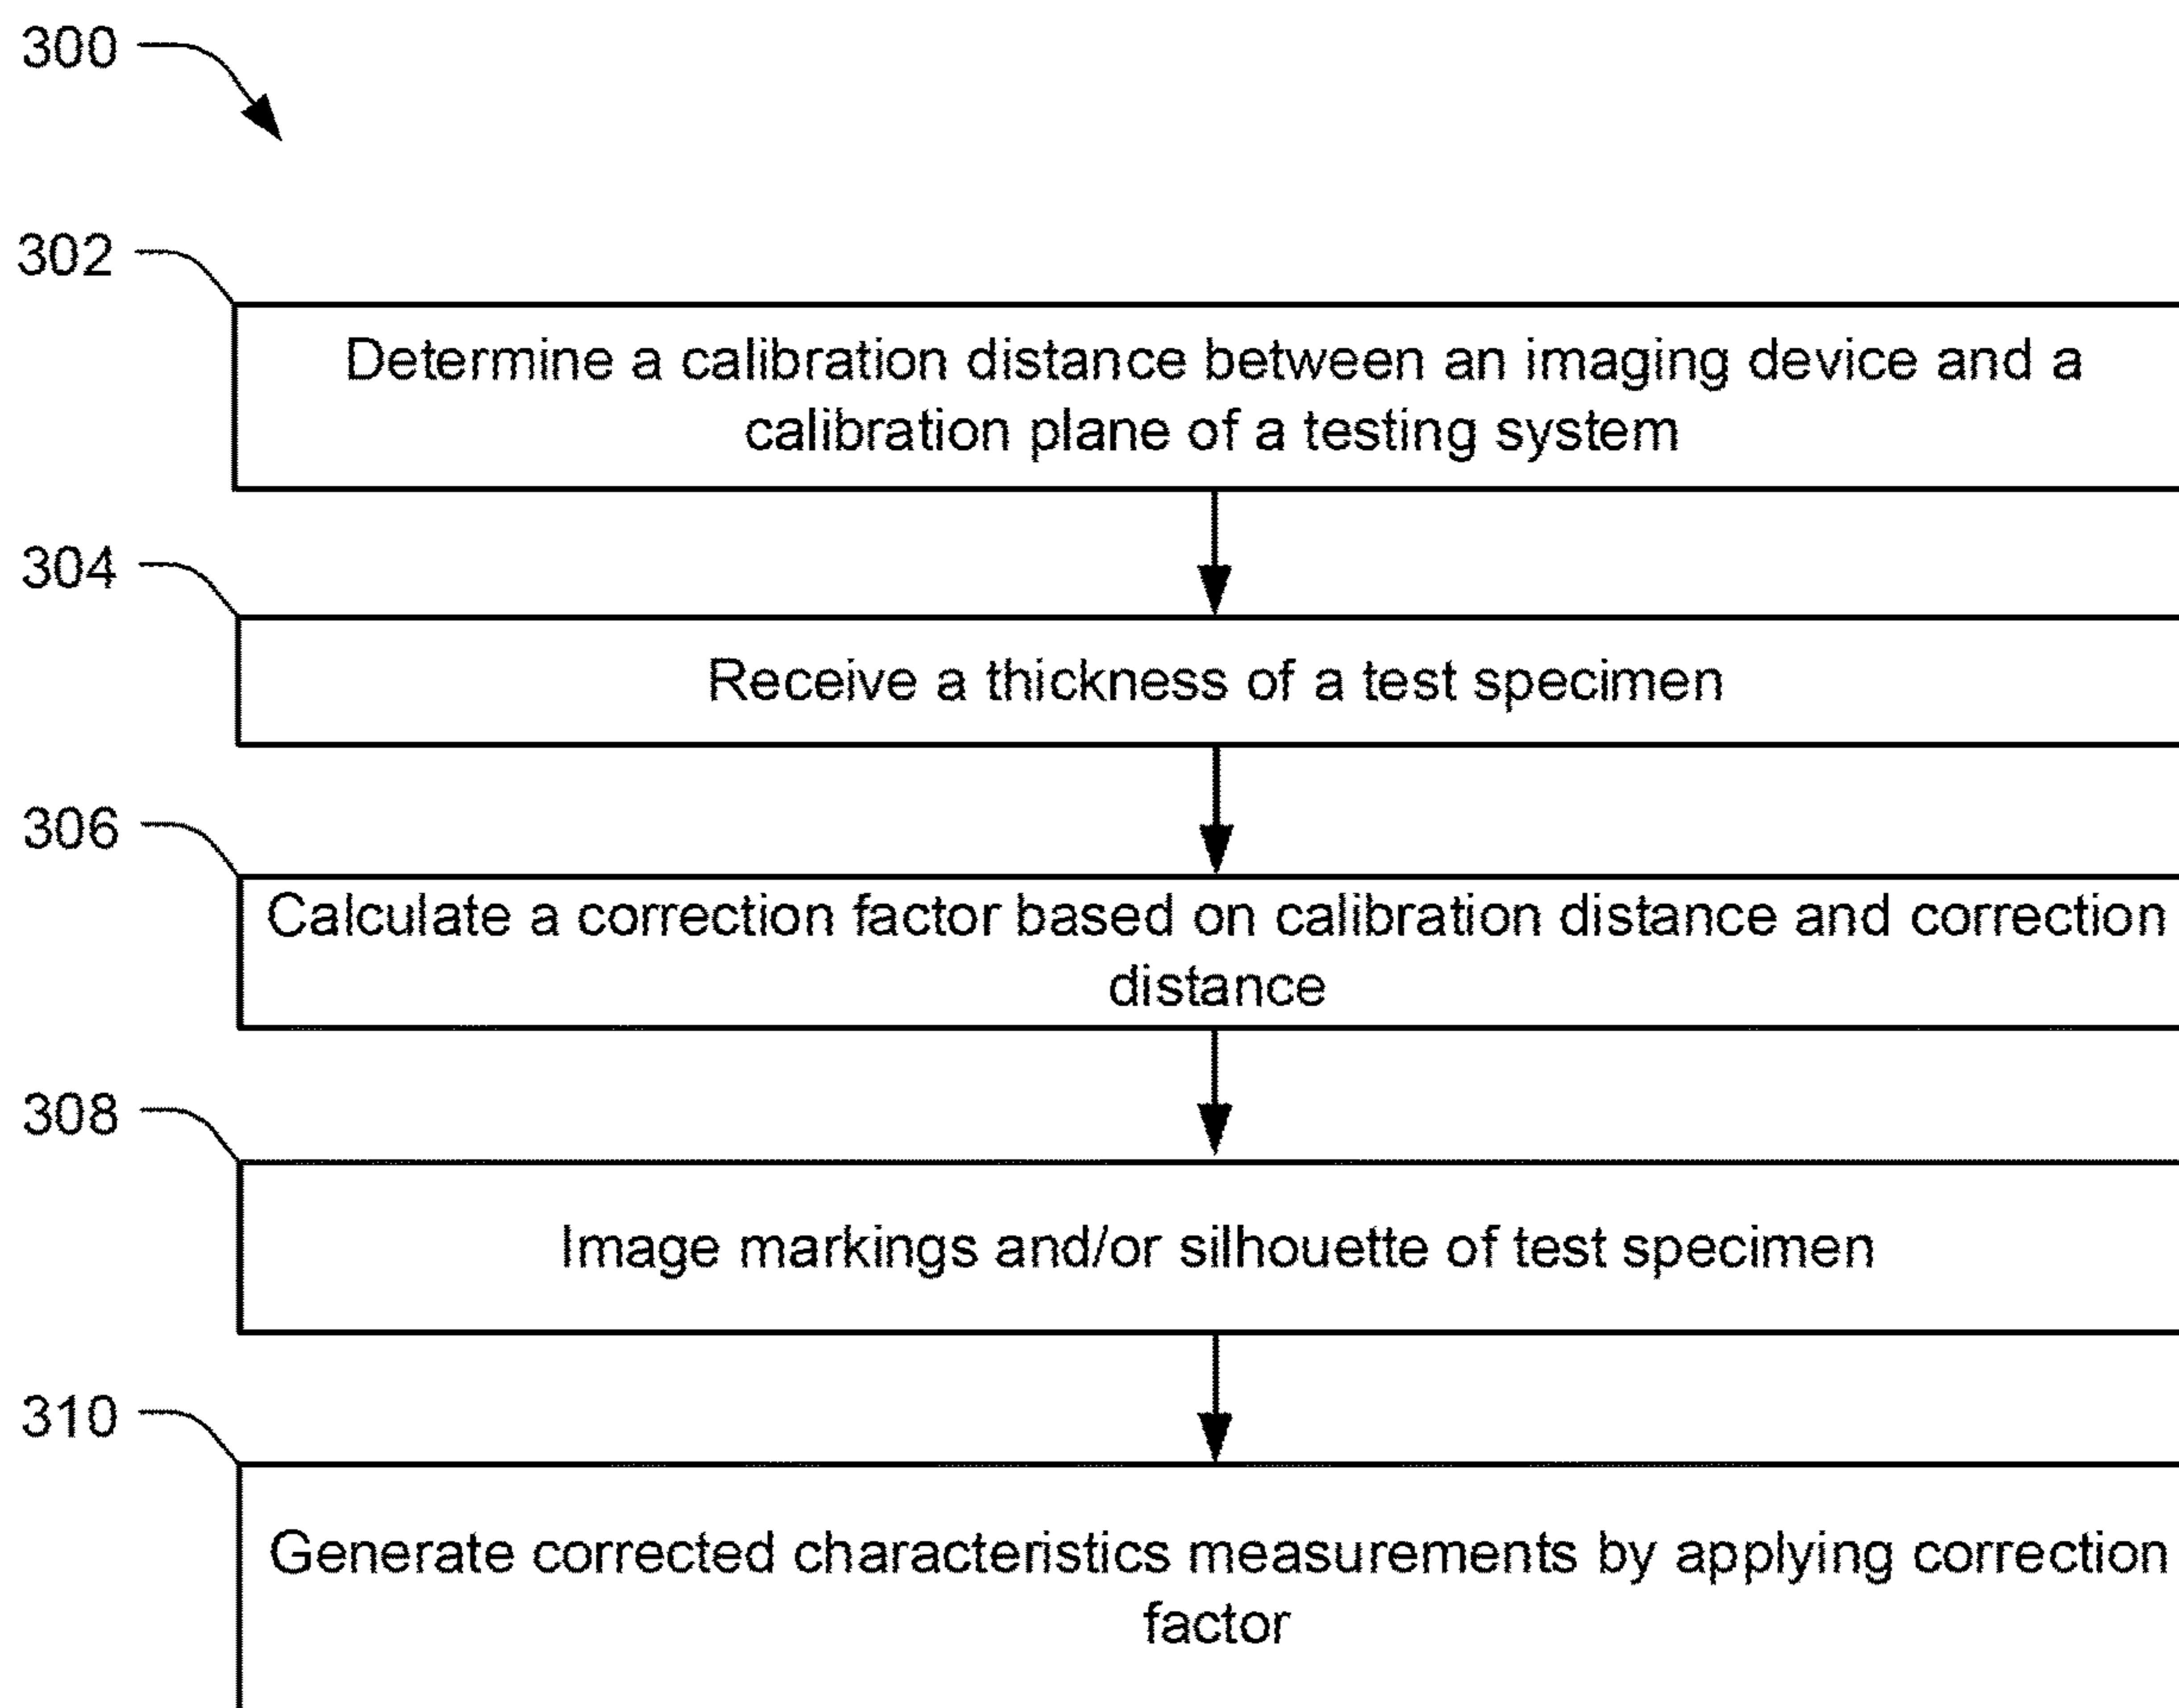 300
302
Determine a calibration distance between an imaging device and a
calibration plane of a testing system
304
Receive a thickness of a test specimen
306
Calculate a correction factor based on calibration distance and correction
distance
308
Image markings and/or silhouette of test specimen
310
Generate corrected characteristics measurements by applying correction
factor